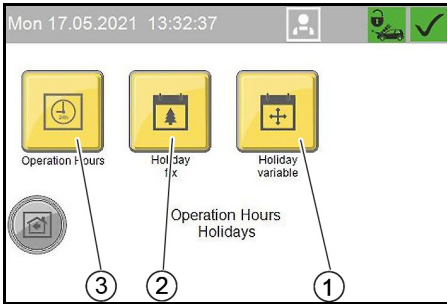 Mon 17.05.2021 13:32:37
24h
Operation Hours
Holiday
fix
Holiday
variable
Operation Hours
Holidays
3
2
1